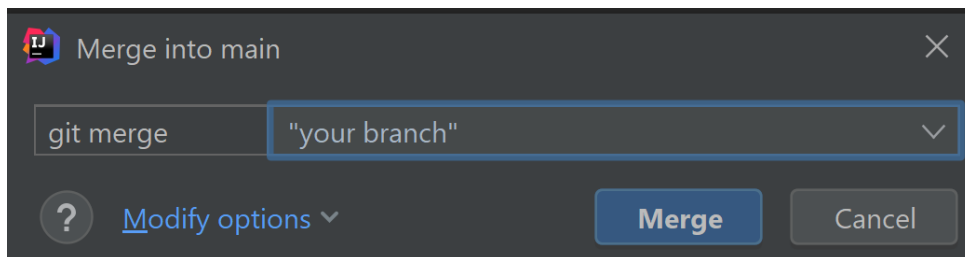 IJ Merge into main
git merge "your branch"
? Modify options Merge Cancel